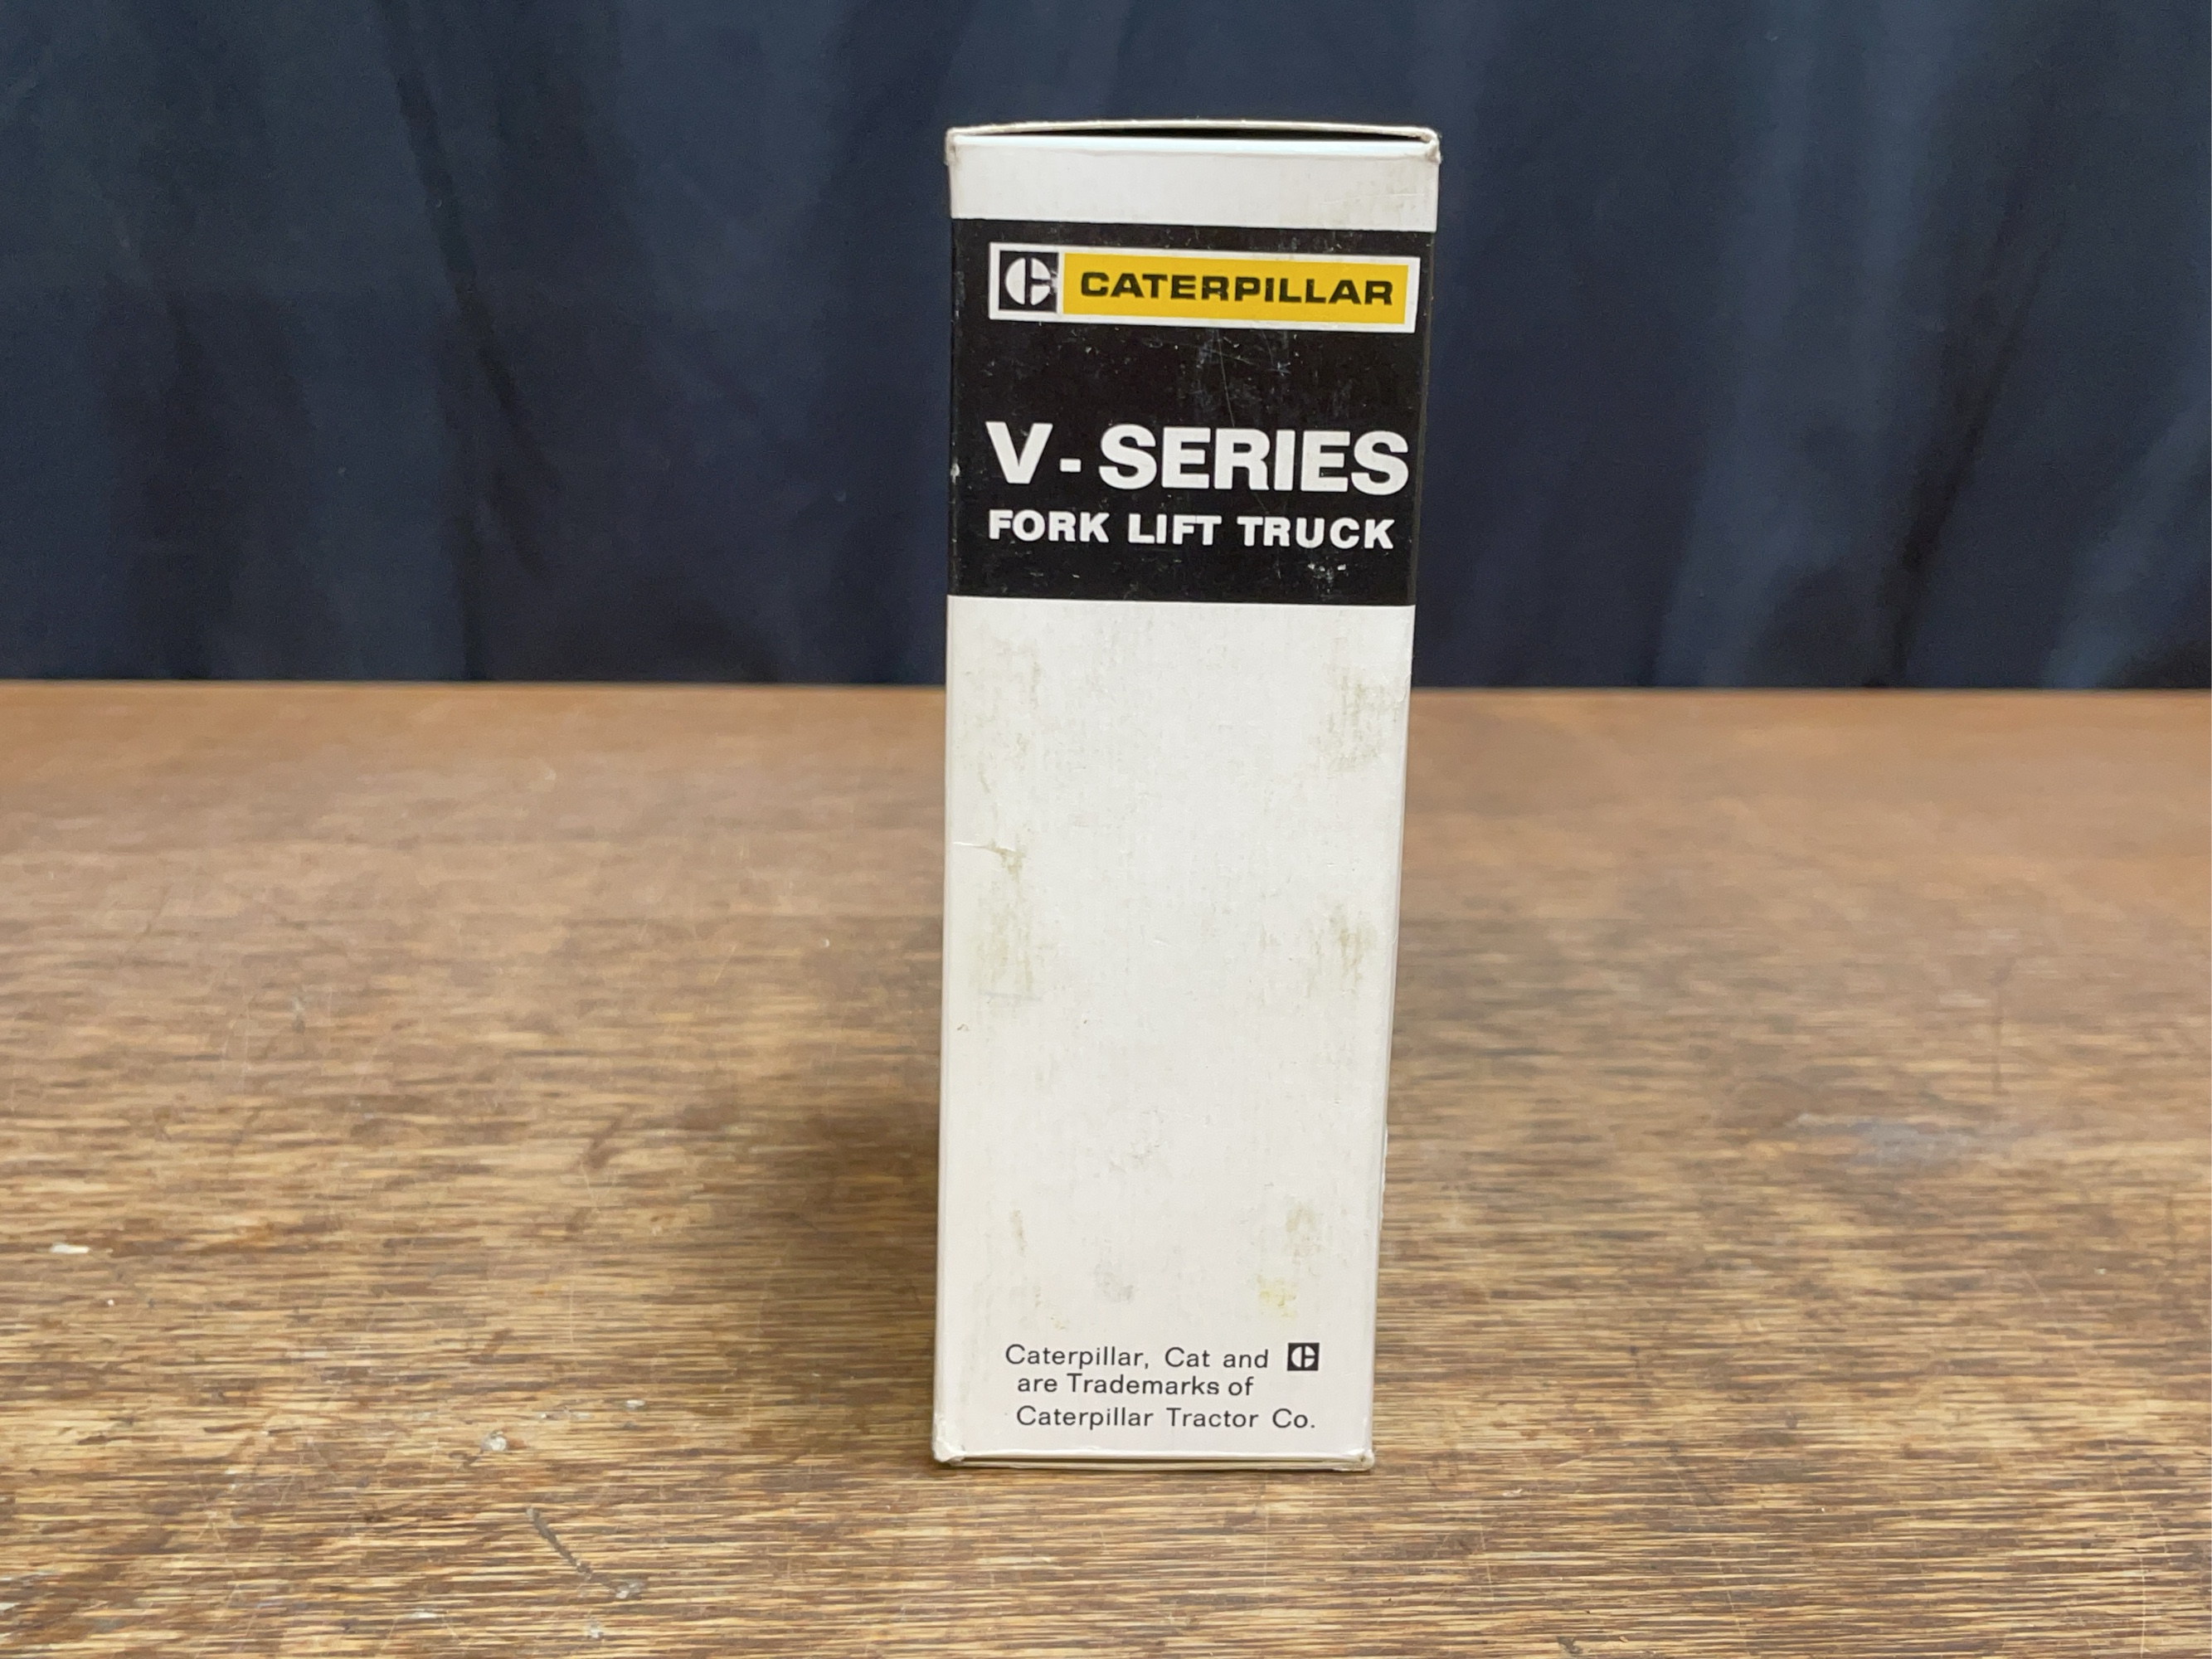 CATERPILLAR
V-SERIES
FORK LIFT TRUCK
Caterpillar, Cat and
are Trademarks of
Caterpillar Tractor Co.